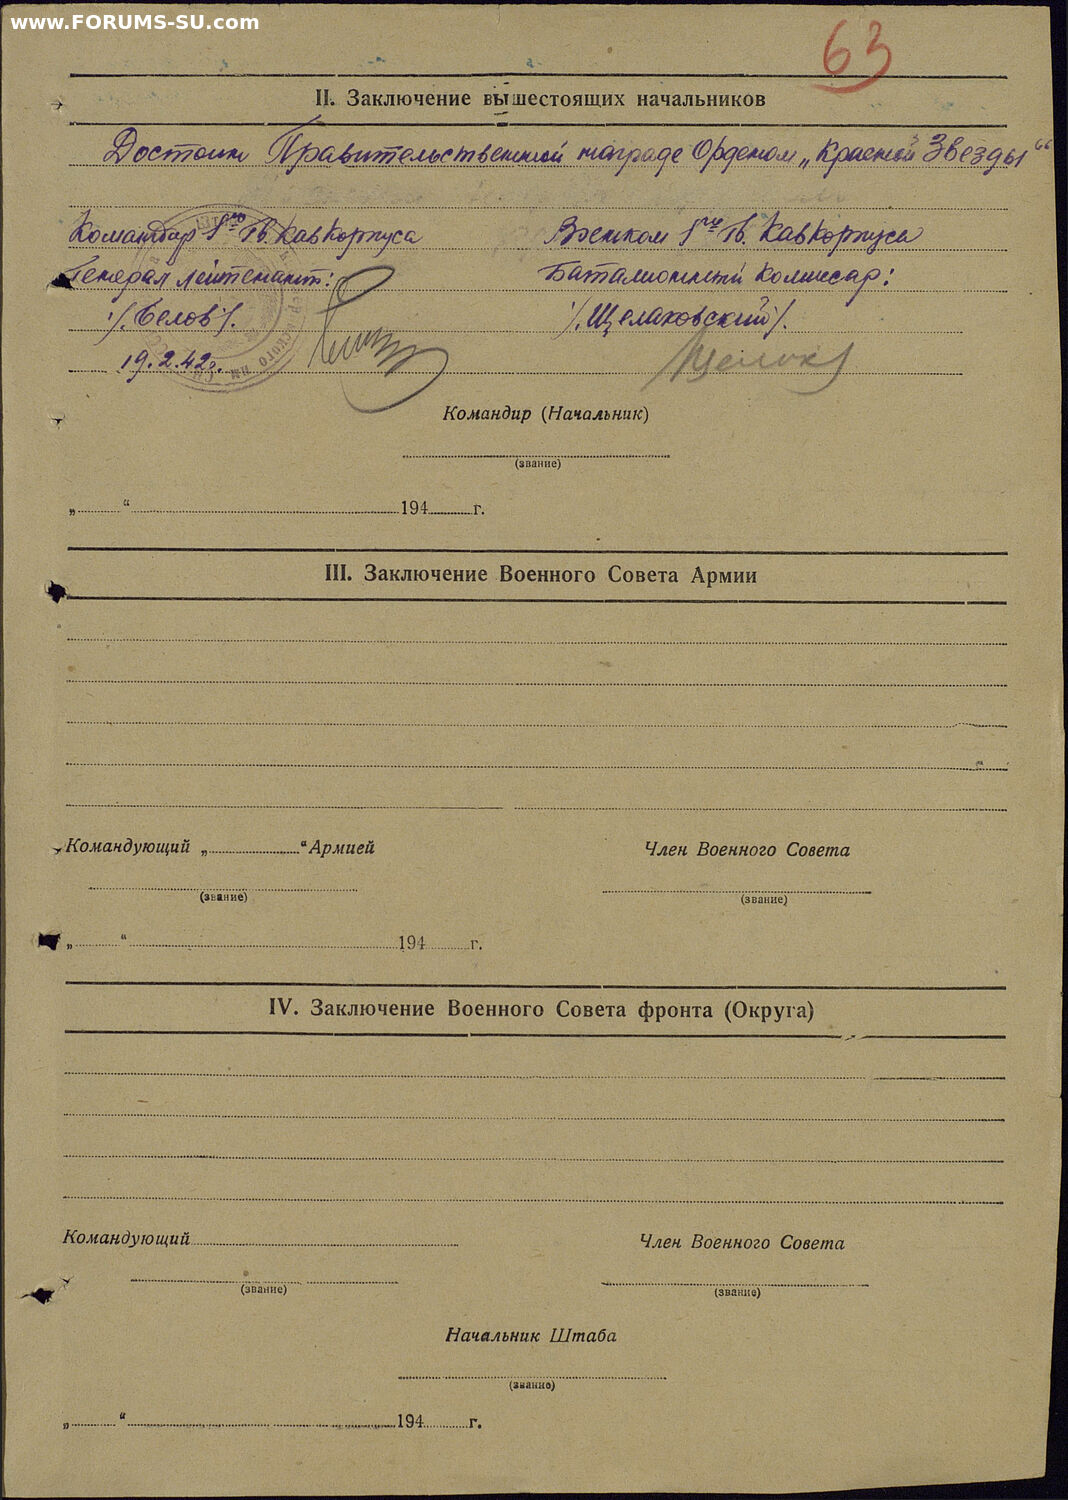 www.FORUMS-SU.com
63
II. Заключение вышестоящих начальников
Достоин Правительственной награде Орденом „Красной Звезды“
Командир 1го Гв. Кавкорпуса
Военком 1го Гв. Кавкорпуса
Генерал лейтенант:
Батальонный комиссар:
/.Белов/.
/.Щелаковский/.
19.2.42г.
Командир (Начальник)
(звание)
„ “ 194 г.
III. Заключение Военного Совета Армии
Командующий „ “ Армией
Член Военного Совета
(звание)
(звание)
„ “ 194 г.
IV. Заключение Военного Совета фронта (Округа)
Командующий
Член Военного Совета
(звание)
(звание)
Начальник Штаба
(звание)
„ “ 194 г.